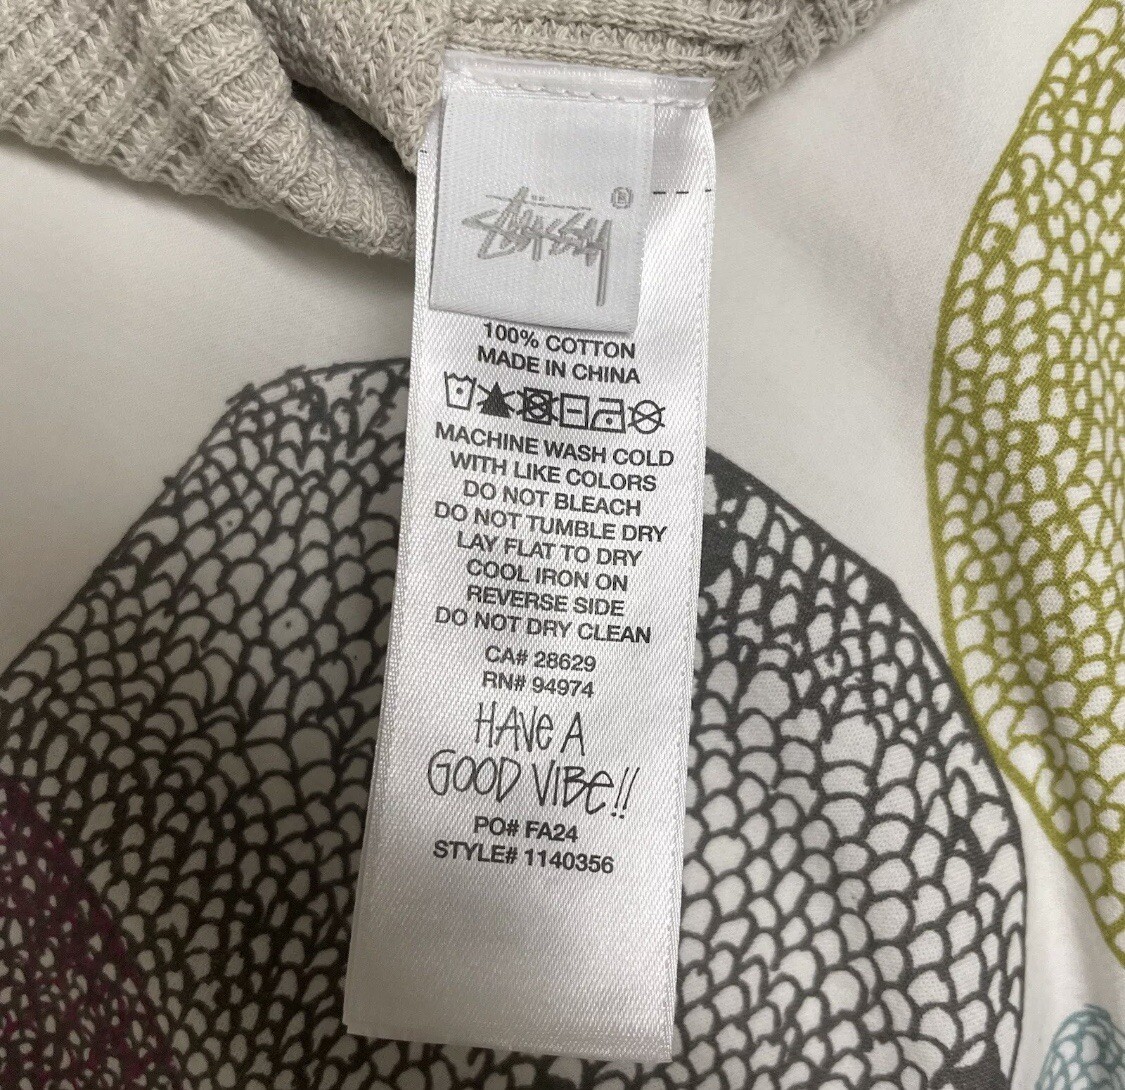 Stüssy ®
100% COTTON
MADE IN CHINA
MACHINE WASH COLD
WITH LIKE COLORS
DO NOT BLEACH
DO NOT TUMBLE DRY
LAY FLAT TO DRY
COOL IRON ON
REVERSE SIDE
DO NOT DRY CLEAN
CA# 28629
RN# 94974
HAVE A
GOOD VIBE!!
PO# FA24
STYLE# 1140356